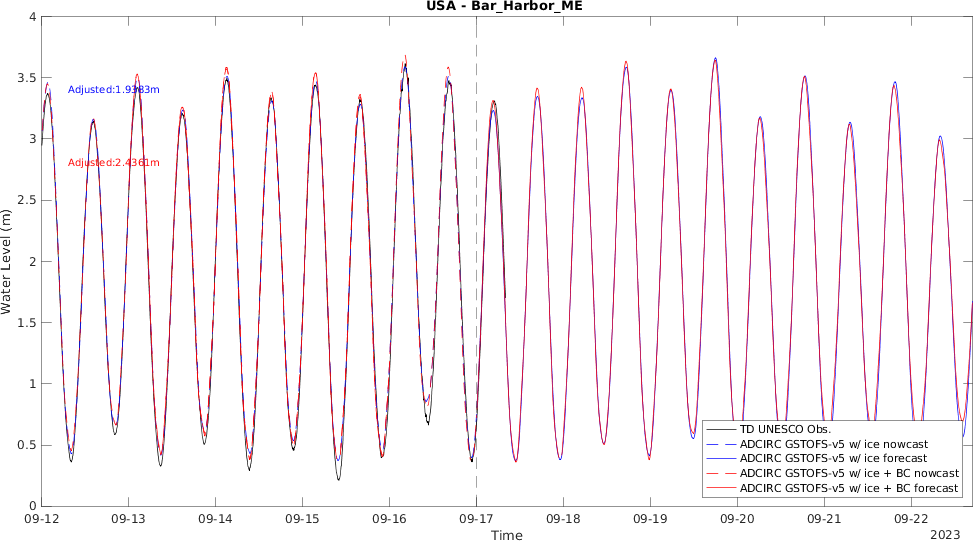 USA - Bar_Harbor_ME
4
3.5
3
2.5
2
1.5
1
0.5
0
Water Level (m)
Adjusted:1.9383m
Adjusted:2.4361m
TD UNESCO Obs.
ADCIRC GSTOFS-v5 w/ ice nowcast
ADCIRC GSTOFS-v5 w/ ice forecast
ADCIRC GSTOFS-v5 w/ ice + BC nowcast
ADCIRC GSTOFS-v5 w/ ice + BC forecast
09-12 09-13 09-14 09-15 09-16 09-17 09-18 09-19 09-20 09-21 09-22
Time
2023